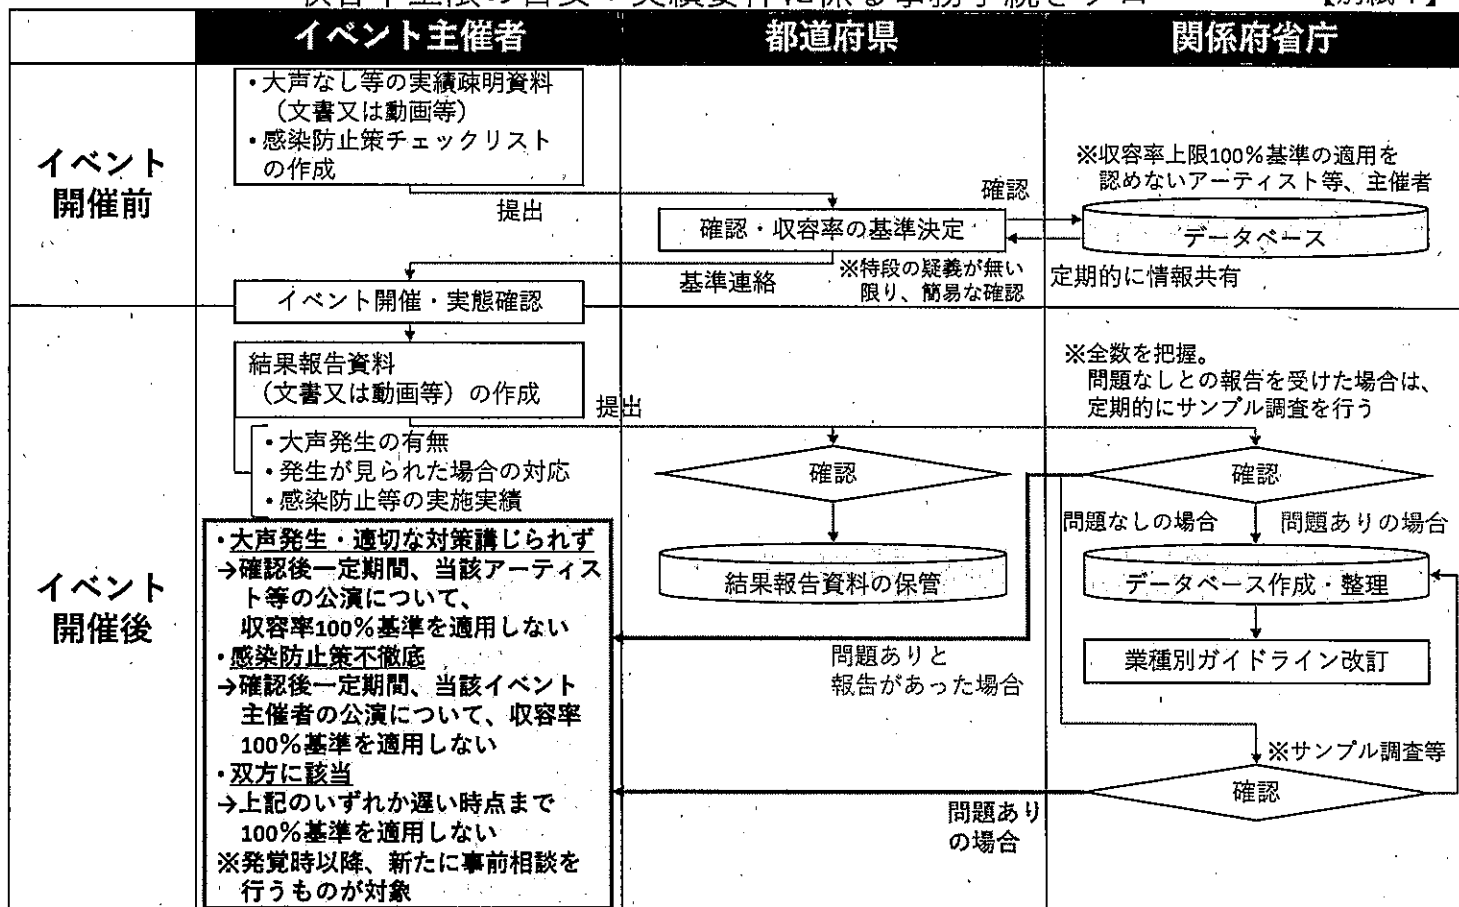 イベント主催者
都道府県
関係府省庁
イベント
開催前
・大声なし等の実績疎明資料
（文書又は動画等）
・感染防止策チェックリスト
の作成
提出
確認・収容率の基準決定
確認
※収容率上限100％基準の適用を
認めないアーティスト等、主催者
データベース
定期的に情報共有
※特段の疑義が無い
限り、簡易な確認
基準連絡
イベント開催・実態確認
イベント
開催後
結果報告資料
（文書又は動画等）の作成
提出
・大声発生の有無
・発生が見られた場合の対応
・感染防止等の実施実績
※全数を把握。
問題なしとの報告を受けた場合は、
定期的にサンプル調査を行う
確認
確認
問題なしの場合
問題ありの場合
結果報告資料の保管
データベース作成・整理
業種別ガイドライン改訂
問題ありと
報告があった場合
※サンプル調査等
確認
問題あり
の場合
・大声発生・適切な対策講じられず
→確認後一定期間、当該アーティス
ト等の公演について、
収容率100％基準を適用しない
・感染防止策不徹底
→確認後一定期間、当該イベント
主催者の公演について、収容率
100％基準を適用しない
・双方に該当
→上記のいずれか遅い時点まで
100％基準を適用しない
※発覚時以降、新たに事前相談を
行うものが対象